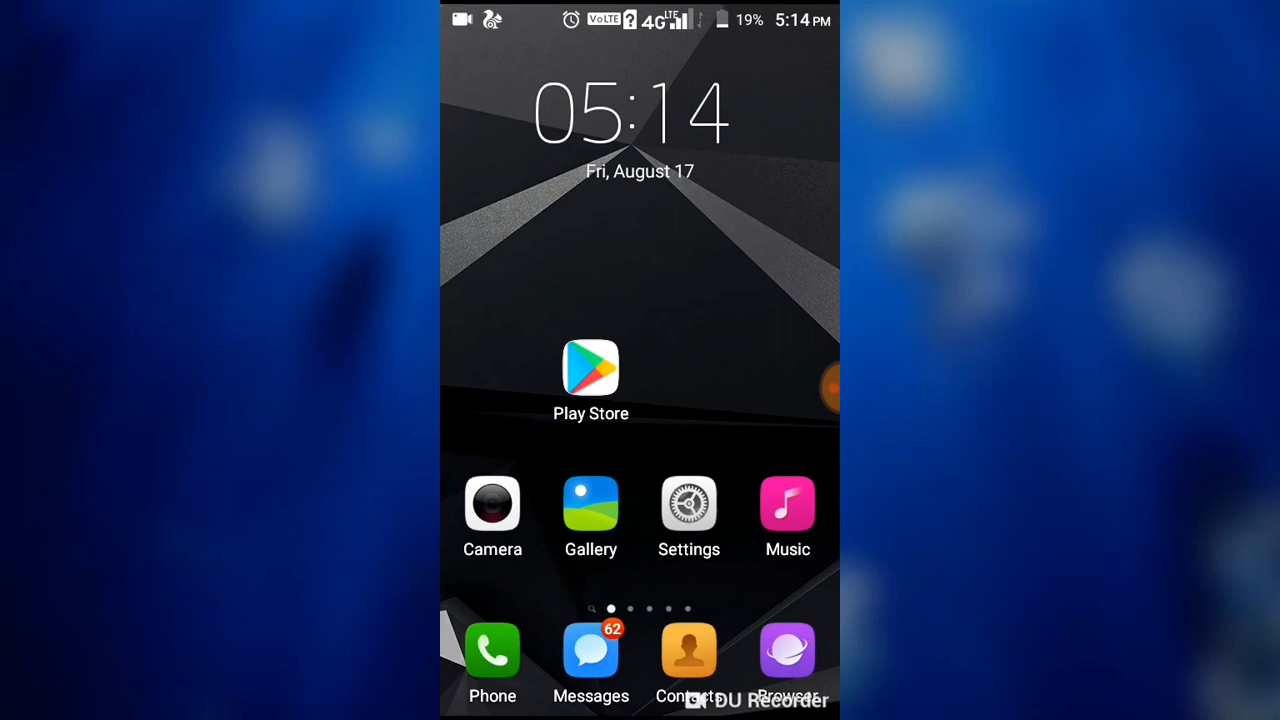 VoLTE ? 4G LTE 19% 5:14 PM
05:14
Fri, August 17
Play Store
Camera Gallery Settings Music
62
Phone Messages Contacts Browser
DU Recorder